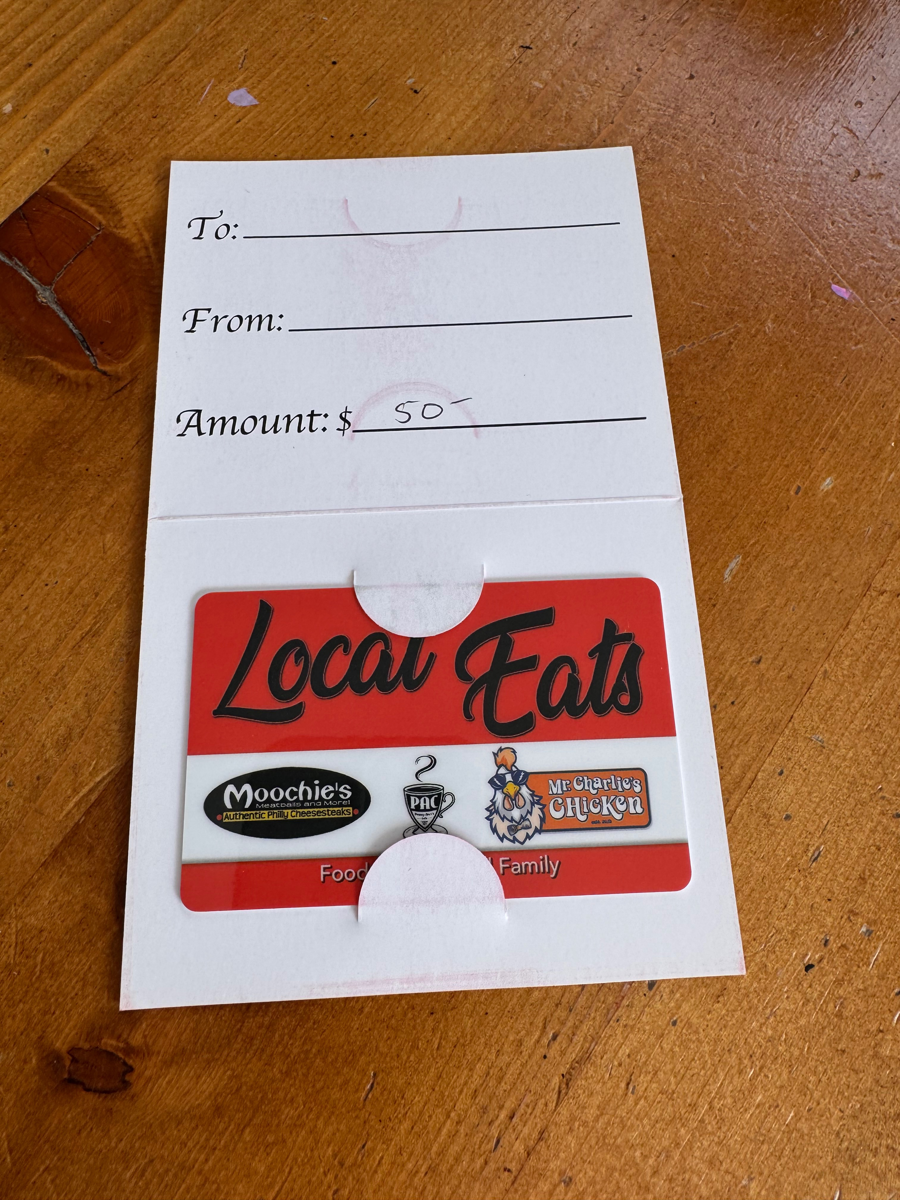 To:
From:
Amount: $ 50-
Local Eats
Moochie's
Meatballs and More!
Authentic Philly Cheesesteaks
PAC
Mr. Charlie's
CHicken
Food
Family